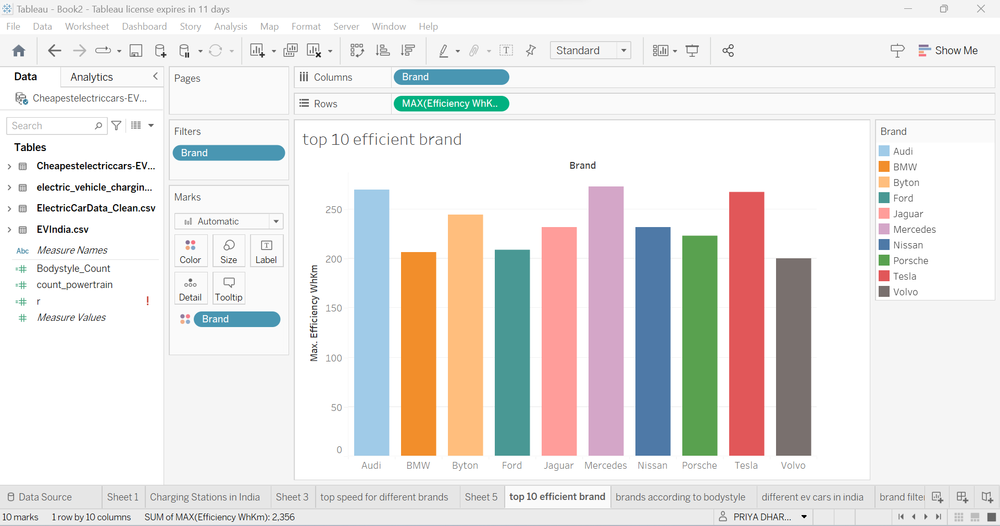 Tableau - Book2 - Tableau license expires in 11 days
File Data Worksheet Dashboard Story Analysis Map Format Server Window Help
Standard
Show Me
Data
Analytics
Cheapestelectriccars-EV...
Search
Tables
Cheapestelectriccars-EV...
electric_vehicle_chargin...
ElectricCarData_Clean.csv
EVIndia.csv
Abc Measure Names
Bodystyle_Count
count_powertrain
r !
Measure Values
Pages
Filters
Brand
Marks
Automatic
Color Size Label
Detail Tooltip
Brand
Columns Brand
Rows MAX(Efficiency WhK..
top 10 efficient brand
Brand
Max. Efficiency WhKm
250
200
150
100
50
0
Audi BMW Byton Ford Jaguar Mercedes Nissan Porsche Tesla Volvo
Brand
Audi
BMW
Byton
Ford
Jaguar
Mercedes
Nissan
Porsche
Tesla
Volvo
Data Source Sheet 1 Charging Stations in India Sheet 3 top speed for different brands Sheet 5 top 10 efficient brand brands according to bodystyle different ev cars in india brand filter
10 marks 1 row by 10 columns SUM of MAX(Efficiency WhKm): 2,356 PRIYA DHAR...